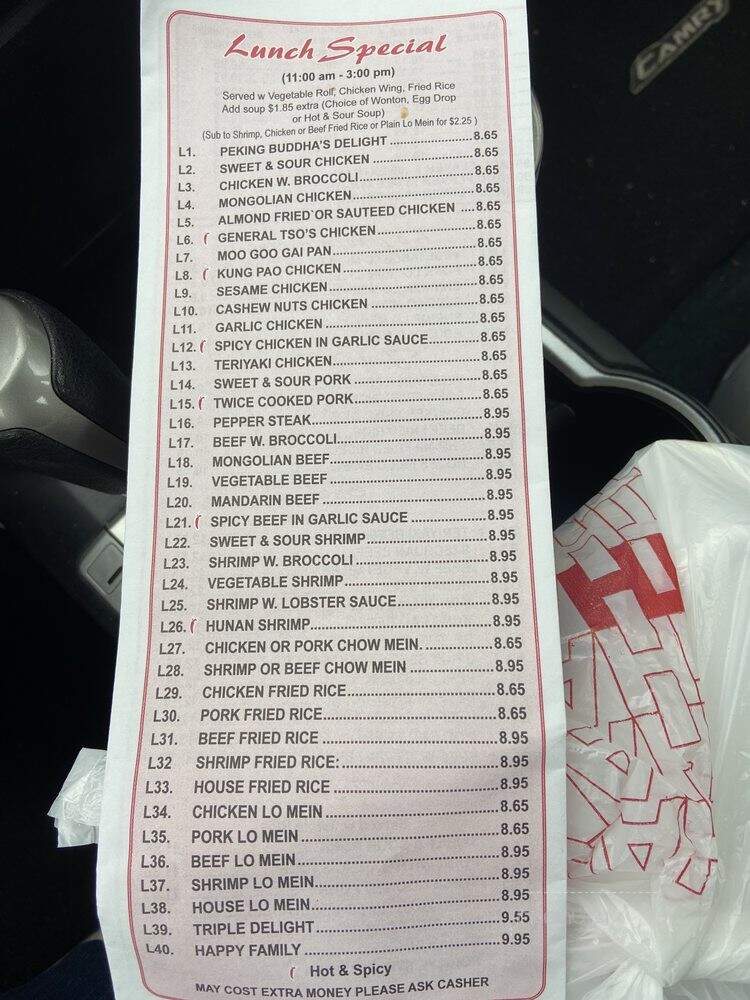 CAMRY
Lunch Special
(11:00 am - 3:00 pm)
Served w Vegetable Roll, Chicken Wing, Fried Rice
Add soup $1.85 extra (Choice of Wonton, Egg Drop
or Hot & Sour Soup)
(Sub to Shrimp, Chicken or Beef Fried Rice or Plain Lo Mein for $2.25 )
L1. PEKING BUDDHA'S DELIGHT ........................8.65
L2. SWEET & SOUR CHICKEN ........................8.65
L3. CHICKEN W. BROCCOLI........................8.65
L4. MONGOLIAN CHICKEN........................8.65
L5. ALMOND FRIED OR SAUTEED CHICKEN ....8.65
L6. GENERAL TSO'S CHICKEN........................8.65
L7. MOO GOO GAI PAN........................8.65
L8. KUNG PAO CHICKEN........................8.65
L9. SESAME CHICKEN........................8.65
L10. CASHEW NUTS CHICKEN ........................8.65
L11. GARLIC CHICKEN ........................8.65
L12. SPICY CHICKEN IN GARLIC SAUCE............8.65
L13. TERIYAKI CHICKEN........................8.65
L14. SWEET & SOUR PORK ........................8.65
L15. TWICE COOKED PORK........................8.65
L16. PEPPER STEAK........................8.95
L17. BEEF W. BROCCOLI........................8.95
L18. MONGOLIAN BEEF........................8.95
L19. VEGETABLE BEEF ........................8.95
L20. MANDARIN BEEF ........................8.95
L21. SPICY BEEF IN GARLIC SAUCE ..................8.95
L22. SWEET & SOUR SHRIMP........................8.95
L23. SHRIMP W. BROCCOLI ........................8.95
L24. VEGETABLE SHRIMP........................8.95
L25. SHRIMP W. LOBSTER SAUCE........................8.95
L26. HUNAN SHRIMP........................8.95
L27. CHICKEN OR PORK CHOW MEIN. ................8.65
L28. SHRIMP OR BEEF CHOW MEIN ..................8.95
L29. CHICKEN FRIED RICE........................8.65
L30. PORK FRIED RICE........................8.65
L31. BEEF FRIED RICE ........................8.95
L32 SHRIMP FRIED RICE:........................8.95
L33. HOUSE FRIED RICE ........................8.95
L34. CHICKEN LO MEIN ........................8.65
L35. PORK LO MEIN ........................8.65
L36. BEEF LO MEIN........................8.95
L37. SHRIMP LO MEIN........................8.95
L38. HOUSE LO MEIN........................8.95
L39. TRIPLE DELIGHT........................9.55
L40. HAPPY FAMILY ........................9.95
Hot & Spicy
MAY COST EXTRA MONEY PLEASE ASK CASHER